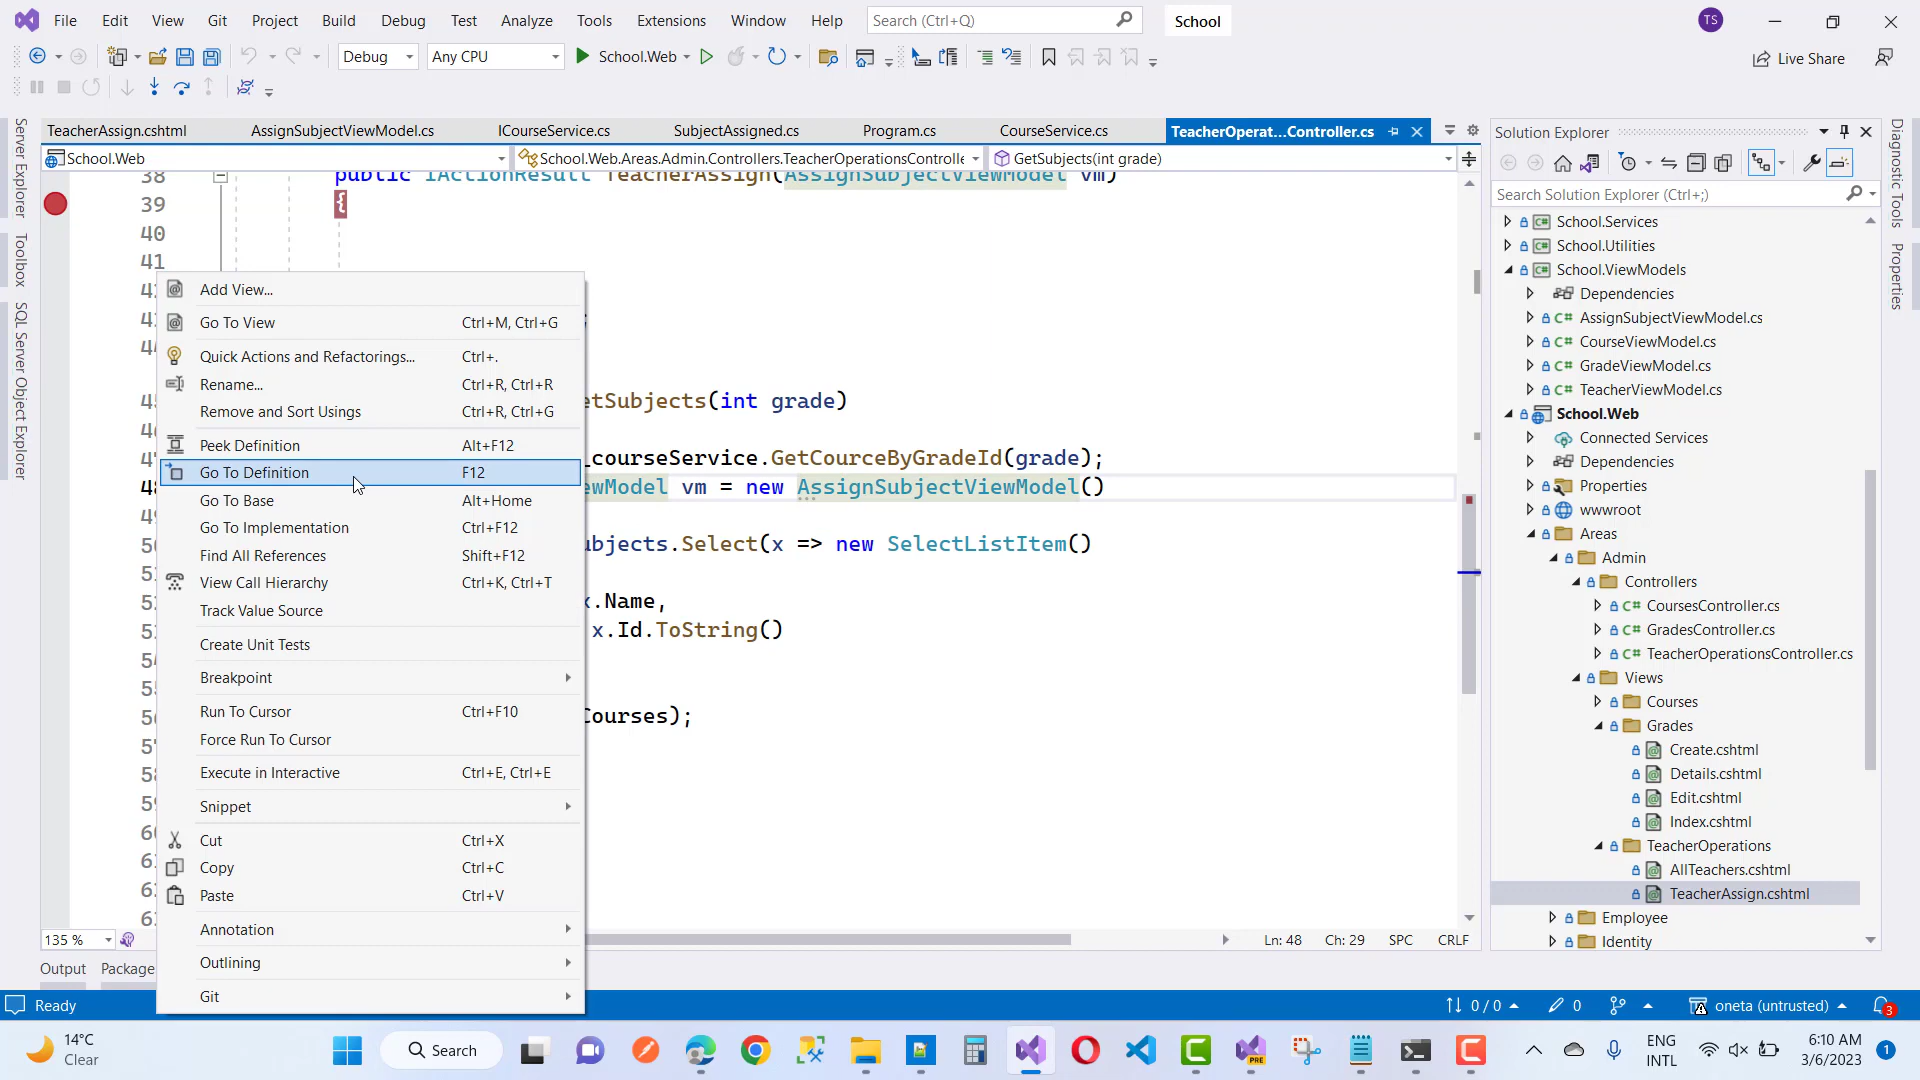 File Edit View Git Project Build Debug Test Analyze Tools Extensions Window Help Search (Ctrl+Q) School TS
Debug Any CPU School.Web Live Share
TeacherAssign.cshtml AssignSubjectViewModel.cs ICourseService.cs SubjectAssigned.cs Program.cs CourseService.cs TeacherOperat...Controller.cs
School.Web School.Web.Areas.Admin.Controllers.TeacherOperationsControlle GetSubjects(int grade)
Server Explorer
Toolbox
SQL Server Object Explorer
38 public IActionResult TeacherAssign(AssignSubjectViewModel vm)
39 {
40
41
etSubjects(int grade)
_courseService.GetCourceByGradeId(grade);
ewModel vm = new AssignSubjectViewModel()
ubjects.Select(x => new SelectListItem()
x.Name,
x.Id.ToString()
Courses);
Add View...
Go To View Ctrl+M, Ctrl+G
Quick Actions and Refactorings... Ctrl+.
Rename... Ctrl+R, Ctrl+R
Remove and Sort Usings Ctrl+R, Ctrl+G
Peek Definition Alt+F12
Go To Definition F12
Go To Base Alt+Home
Go To Implementation Ctrl+F12
Find All References Shift+F12
View Call Hierarchy Ctrl+K, Ctrl+T
Track Value Source
Create Unit Tests
Breakpoint
Run To Cursor Ctrl+F10
Force Run To Cursor
Execute in Interactive Ctrl+E, Ctrl+E
Snippet
Cut Ctrl+X
Copy Ctrl+C
Paste Ctrl+V
Annotation
Outlining
Git
135 % Ln: 48 Ch: 29 SPC CRLF
Output Package
Solution Explorer
Search Solution Explorer (Ctrl+;)
School.Services
School.Utilities
School.ViewModels
Dependencies
C# AssignSubjectViewModel.cs
C# CourseViewModel.cs
C# GradeViewModel.cs
C# TeacherViewModel.cs
School.Web
Connected Services
Dependencies
Properties
wwwroot
Areas
Admin
Controllers
C# CoursesController.cs
C# GradesController.cs
C# TeacherOperationsController.cs
Views
Courses
Grades
Create.cshtml
Details.cshtml
Edit.cshtml
Index.cshtml
TeacherOperations
AllTeachers.cshtml
TeacherAssign.cshtml
Employee
Identity
Diagnostic Tools
Properties
Ready 0 / 0 0 oneta (untrusted) 3
14°C
Clear
Search
PRE
ENG
INTL
6:10 AM
3/6/2023
1